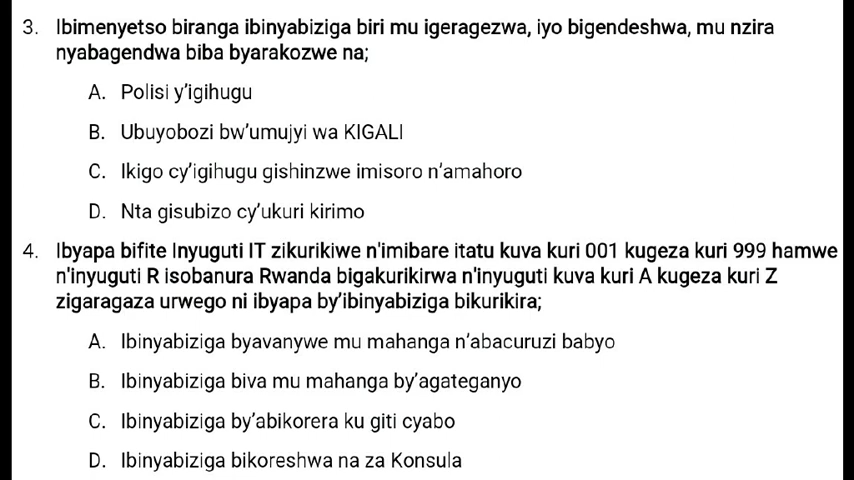 3. Ibimenyetso biranga ibinyabiziga biri mu igeragezwa, iyo bigendeshwa, mu nzira
nyabagendwa biba byarakozwe na;
A. Polisi y'igihugu
B. Ubuyobozi bw'umujyi wa KIGALI
C. Ikigo cy'igihugu gishinzwe imisoro n'amahoro
D. Nta gisubizo cy'ukuri kirimo
4. Ibyapa bifite Inyuguti IT zikurikiwe n'imibare itatu kuva kuri 001 kugeza kuri 999 hamwe
n'inyuguti R isobanura Rwanda bigakurikirwa n'inyuguti kuva kuri A kugeza kuri Z
zigaragaza urwego ni ibyapa by'ibinyabiziga bikurikira;
A. Ibinyabiziga byavanywe mu mahanga n'abacuruzi babyo
B. Ibinyabiziga biva mu mahanga by'agateganyo
C. Ibinyabiziga by'abikorera ku giti cyabo
D. Ibinyabiziga bikoreshwa na za Konsula